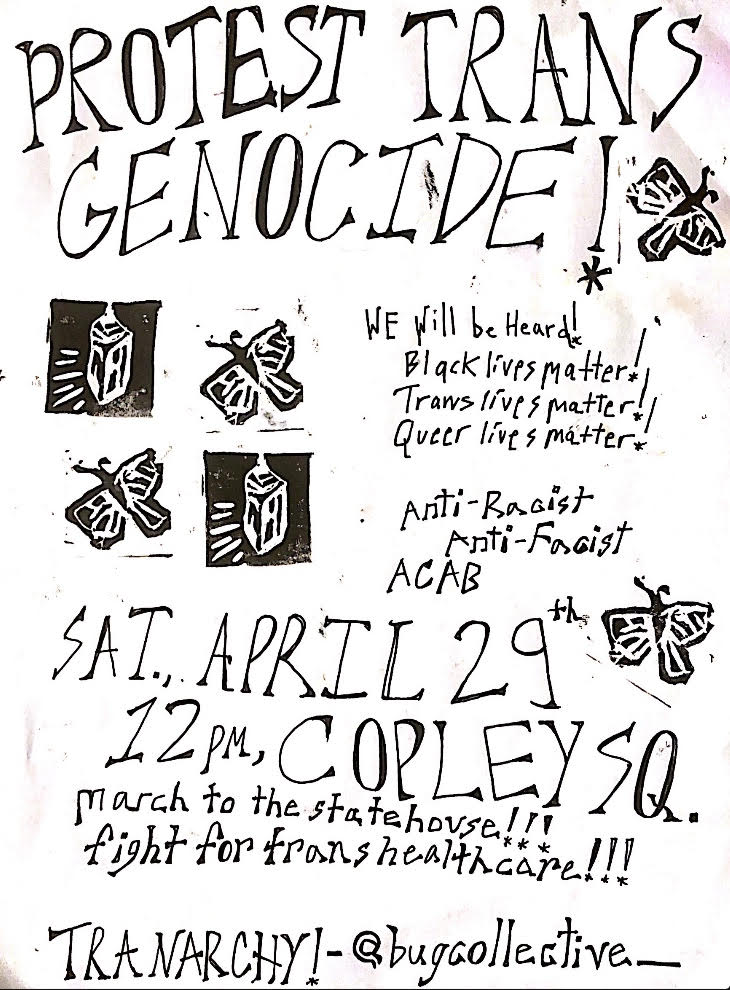 PROTEST TRANS
GENOCIDE!
WE Will be Heard!
Black lives matter!
Trans lives matter!
Queer lives matter!
Anti-Racist
Anti-Facist
ACAB
SAT., APRIL 29th
12PM, COPLEY SQ.
march to the statehouse!!!
fight for trans healthcare!!!
TRANARCHY!-@bugcollective_